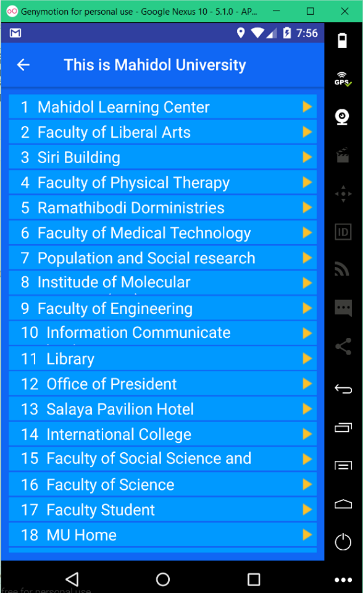 Genymotion for personal use - Google Nexus 10 - 5.1.0 - AP...
7:56
This is Mahidol University
GPS
1 Mahidol Learning Center
2 Faculty of Liberal Arts
3 Siri Building
4 Faculty of Physical Therapy
5 Ramathibodi Dorministries
6 Faculty of Medical Technology
7 Population and Social research
8 Institude of Molecular
9 Faculty of Engineering
10 Information Communicate
11 Library
12 Office of President
13 Salaya Pavilion Hotel
14 International College
15 Faculty of Social Science and
16 Faculty of Science
17 Faculty Student
18 MU Home
ID
free for personal use